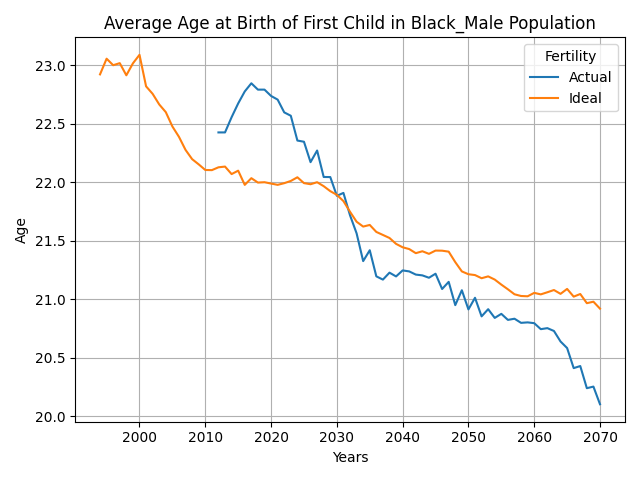 Average Age at Birth of First Child in Black_Male Population
Fertility
Actual
Ideal
Age
23.0
22.5
22.0
21.5
21.0
20.5
20.0
2000 2010 2020 2030 2040 2050 2060 2070
Years